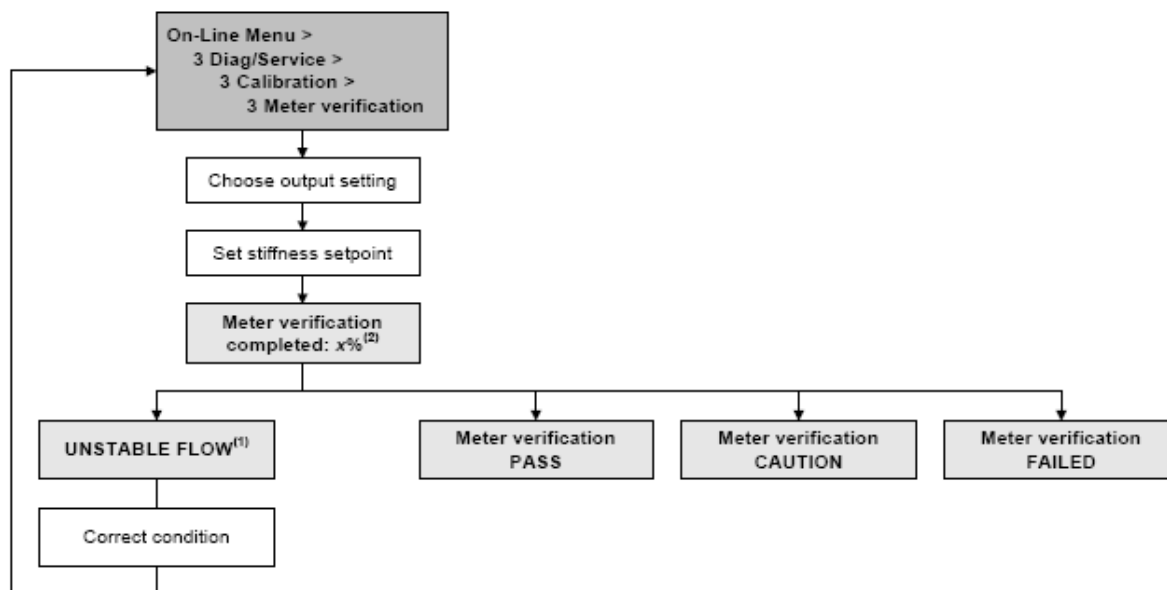 On-Line Menu >
3 Diag/Service >
3 Calibration >
3 Meter verification
Choose output setting
Set stiffness setpoint
Meter verification
completed: x%(2)
UNSTABLE FLOW(1)
Meter verification
PASS
Meter verification
CAUTION
Meter verification
FAILED
Correct condition